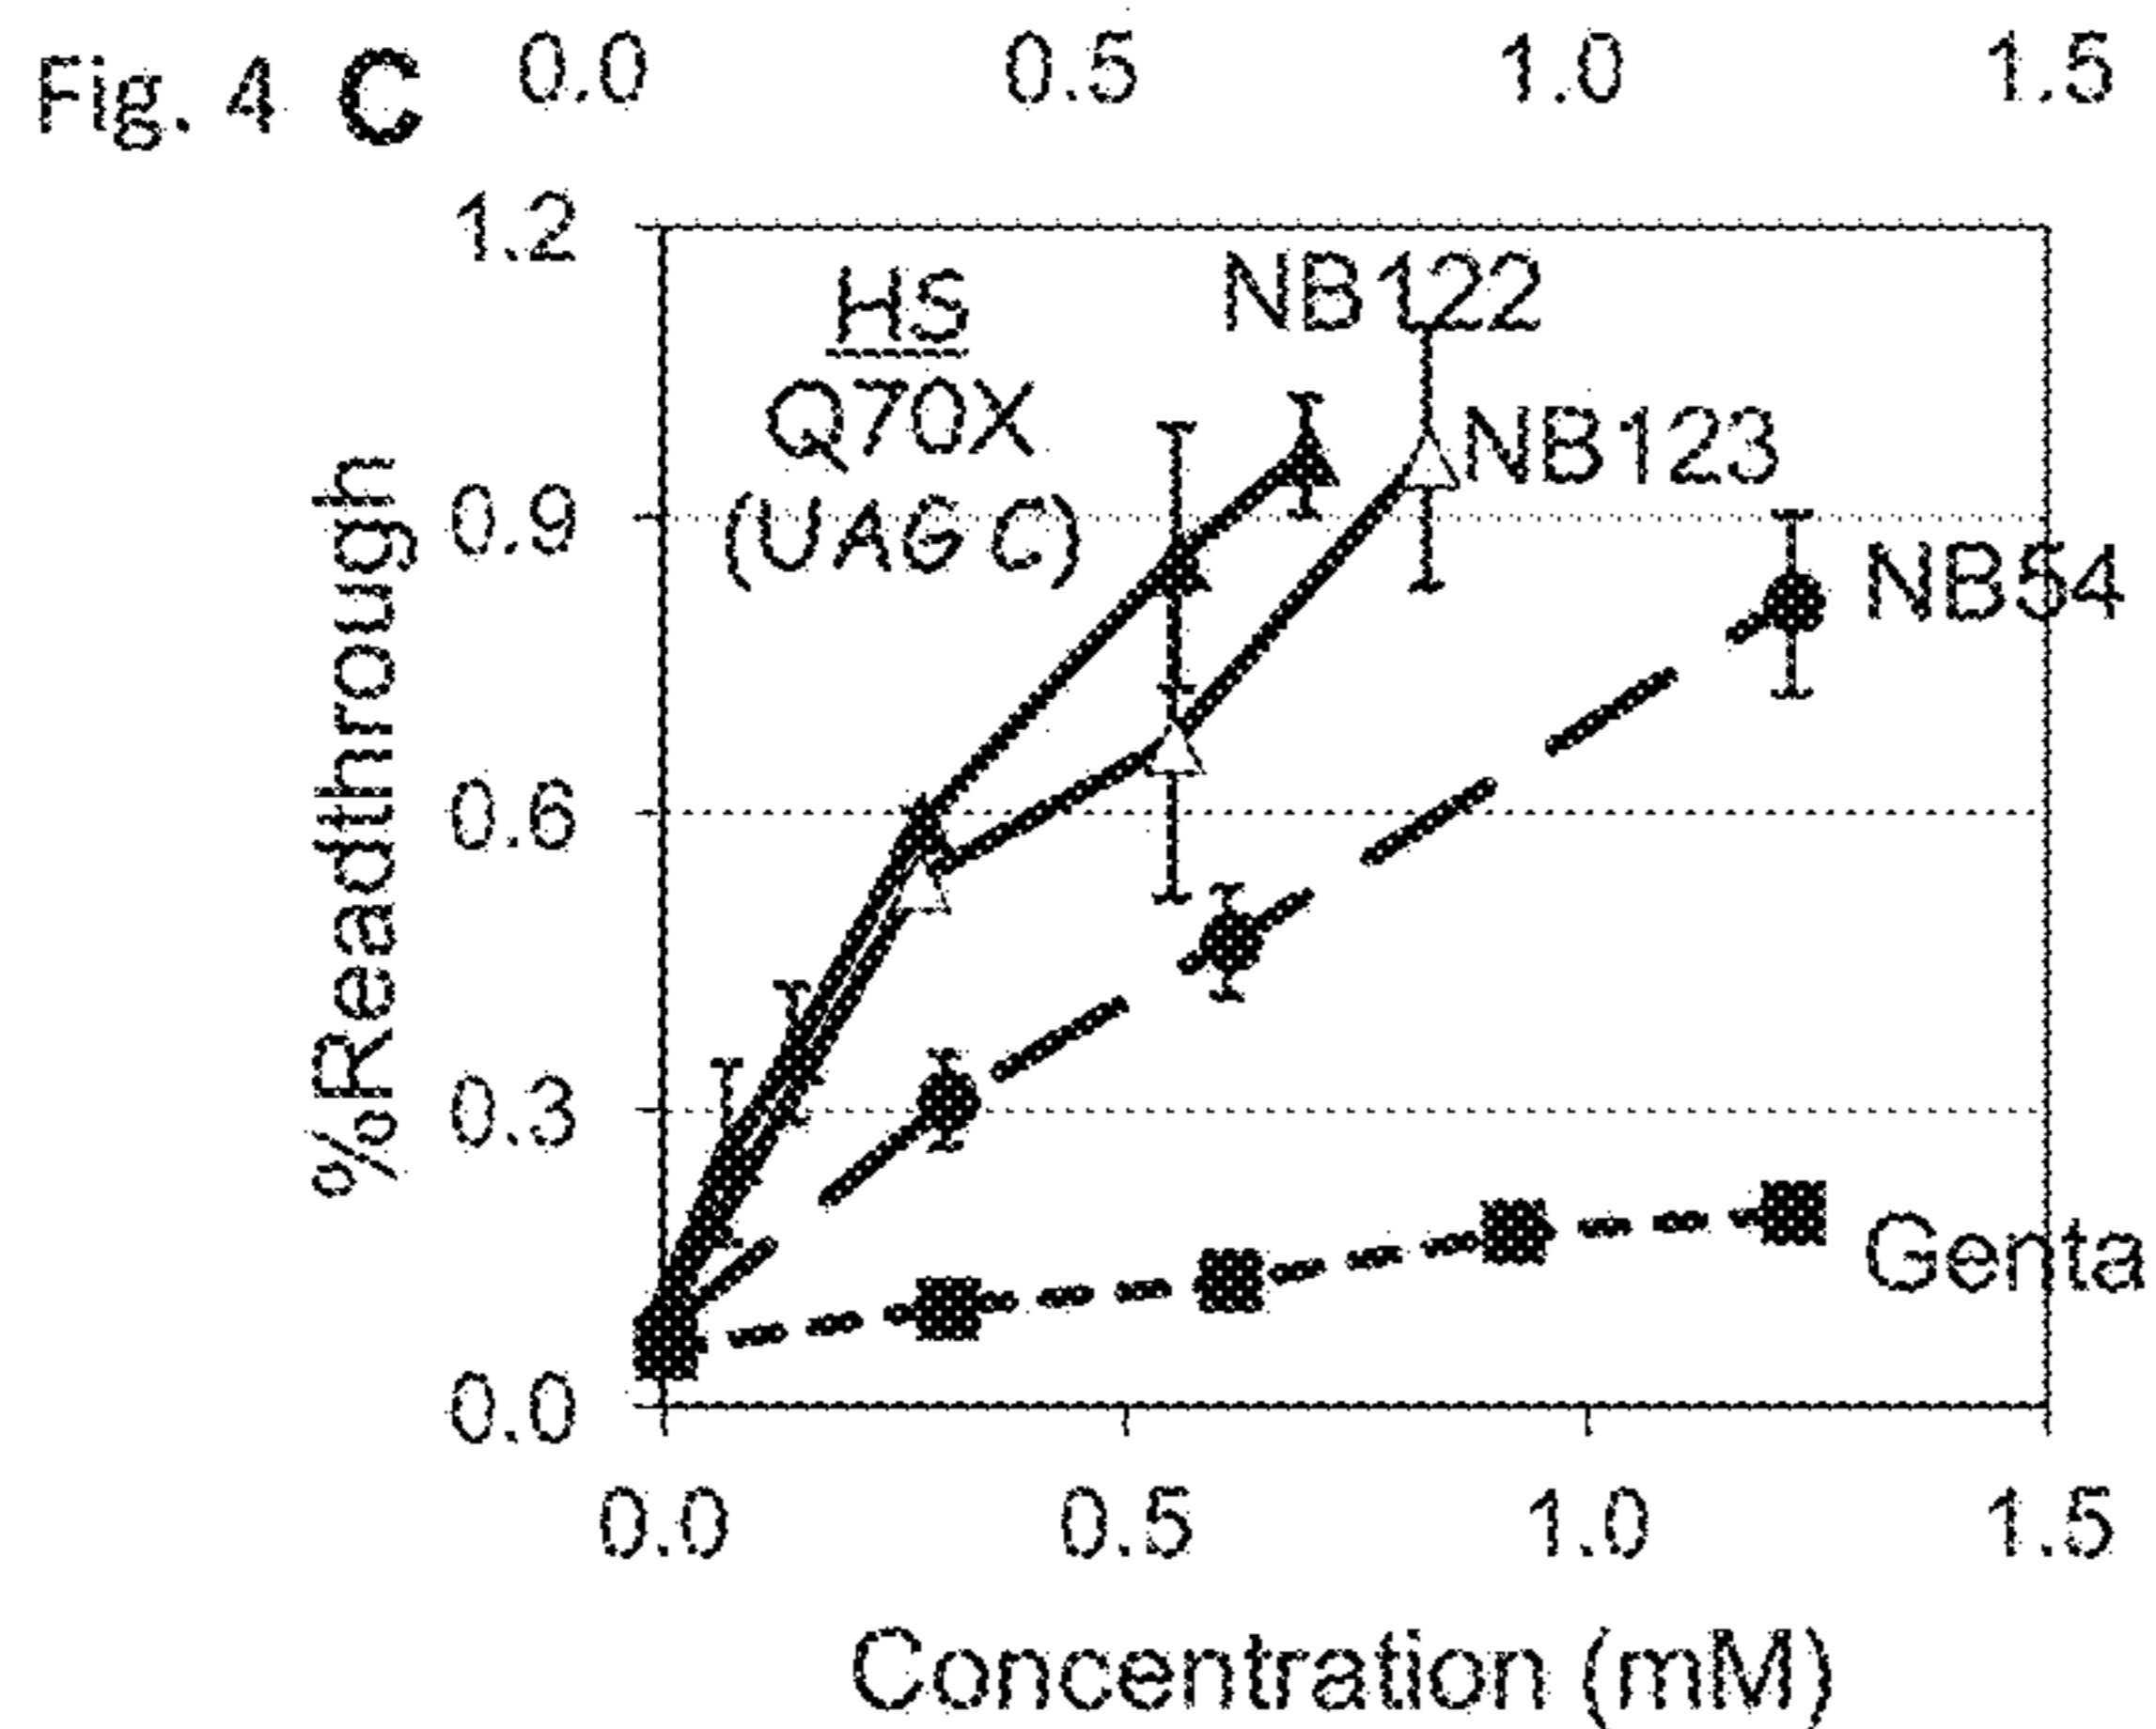 Fig. 4 C 0.0 0.5 1.0 1.5
1.2
HS
NB122
Q70X
NB123
(UAG C)
0.9
NB54
0.6
0.3
Genta
0.0
%Readthrough
0.0 0.5 1.0 1.5
Concentration (mM)